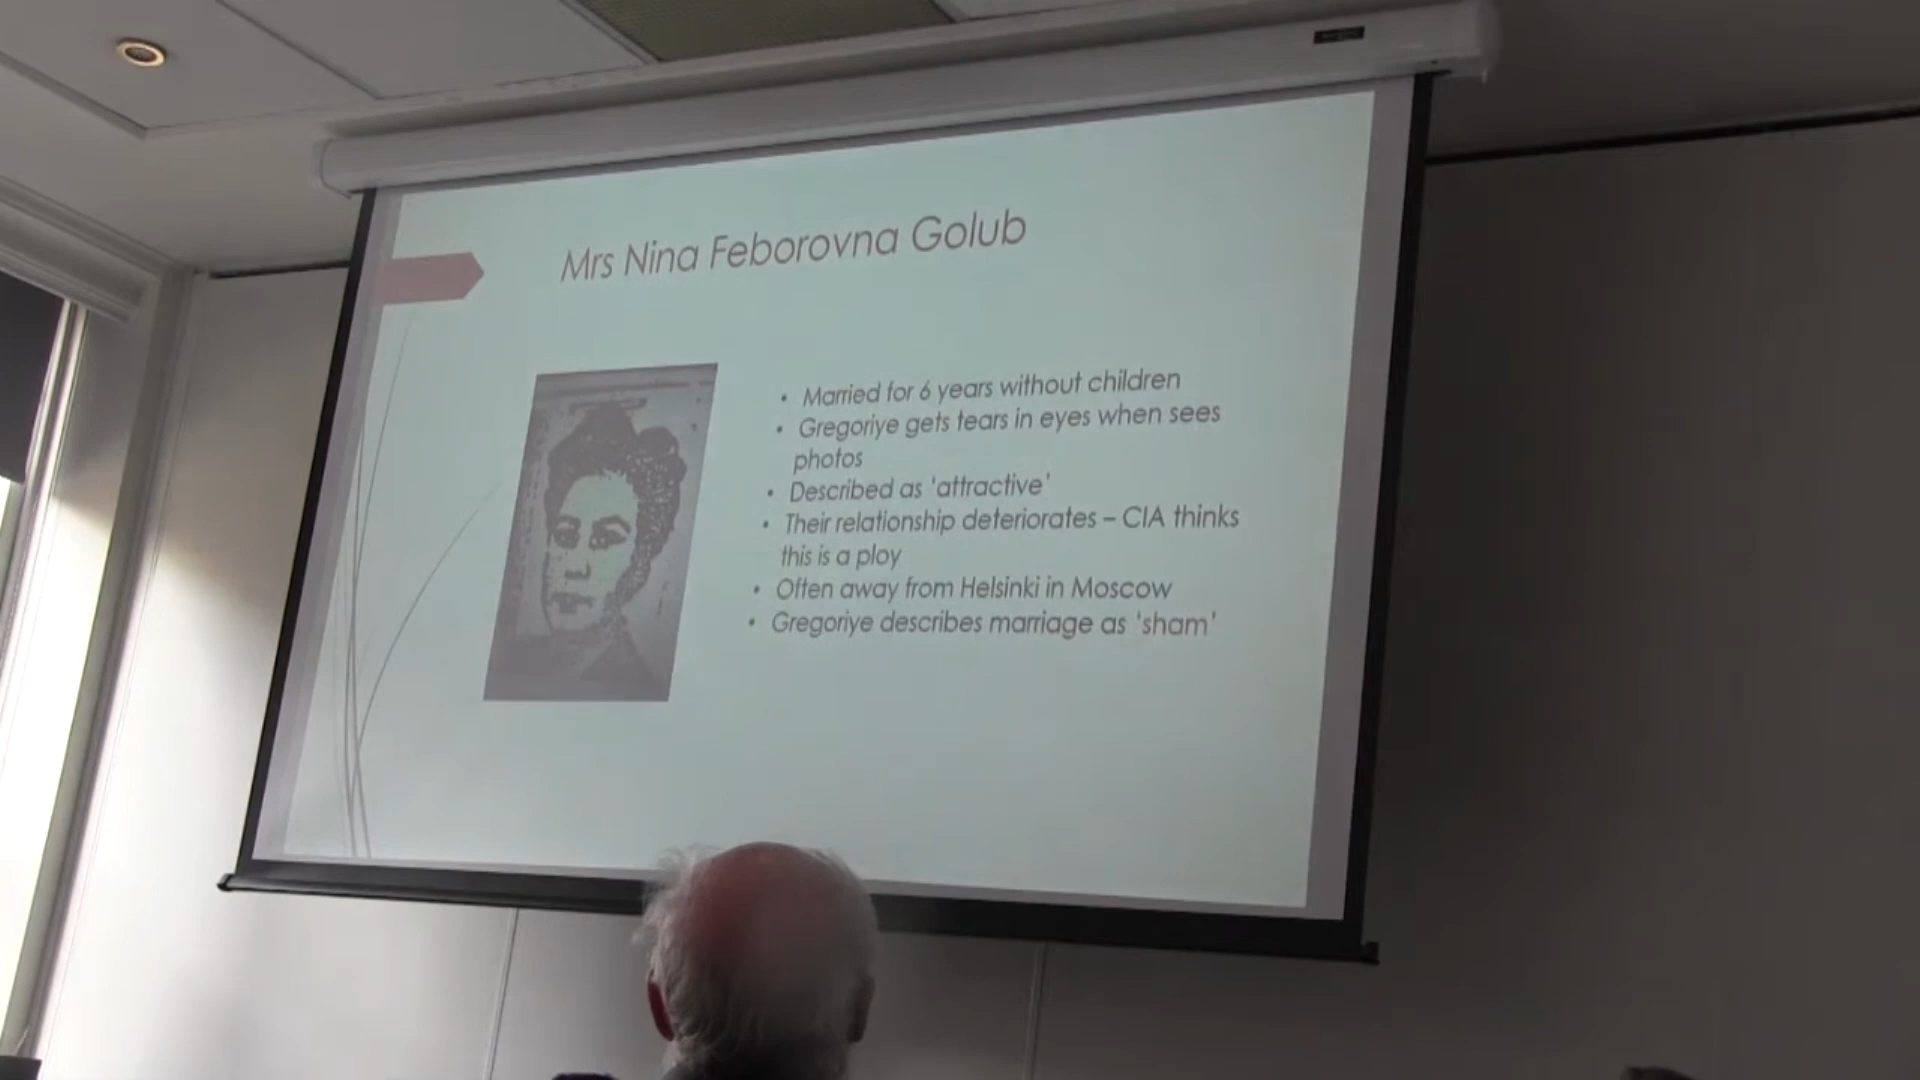 Mrs Nina Feborovna Golub
• Married for 6 years without children
• Gregoriye gets tears in eyes when sees
photos
• Described as 'attractive'
• Their relationship deteriorates – CIA thinks
this is a ploy
• Often away from Helsinki in Moscow
• Gregoriye describes marriage as 'sham'